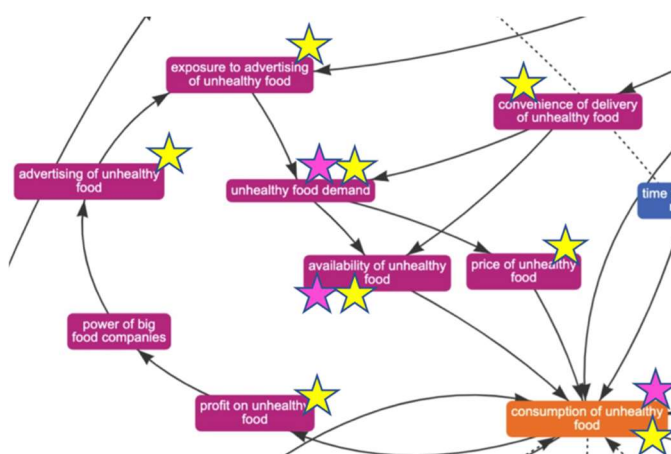 exposure to advertising
of unhealthy food
convenience of delivery
of unhealthy food
advertising of unhealthy
food
unhealthy food demand
time
availability of unhealthy
food
price of unhealthy
food
power of big
food companies
profit on unhealthy
food
consumption of unhealthy
food